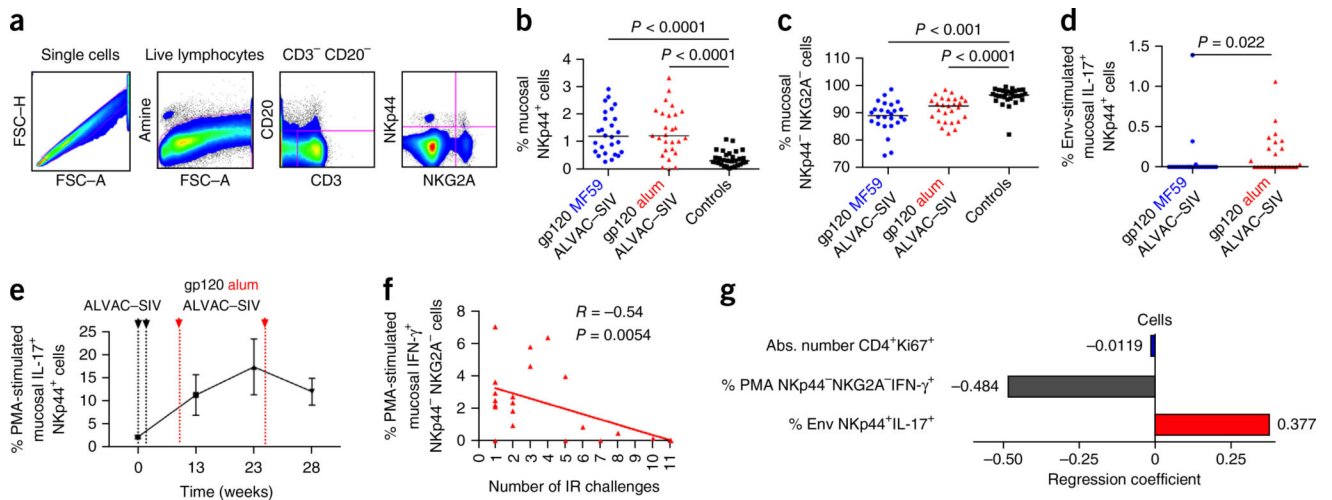 a
Single cells
Live lymphocytes
CD3⁻ CD20⁻
FSC–H
Amine
CD20
NKp44
FSC–A
FSC–A
CD3
NKG2A
b
P < 0.0001
P < 0.0001
% mucosal
NKp44⁺ cells
4
3
2
1
0
gp120 MF59
ALVAC–SIV
gp120 alum
ALVAC–SIV
Controls
c
P < 0.001
P < 0.0001
% mucosal
NKp44⁻ NKG2A⁻ cells
110
100
90
80
70
gp120 MF59
ALVAC–SIV
gp120 alum
ALVAC–SIV
Controls
d
P = 0.022
% Env-stimulated
mucosal IL-17⁺
NKp44⁺ cells
1.5
1.0
0.5
0
gp120 MF59
ALVAC–SIV
gp120 alum
ALVAC–SIV
e
gp120 alum
ALVAC–SIV
ALVAC–SIV
% PMA-stimulated
mucosal IL-17⁺
NKp44⁺ cells
25
20
15
10
5
0
0
13
23
28
Time (weeks)
f
R = –0.54
P = 0.0054
% PMA-stimulated
mucosal IFN-γ⁺
NKp44⁻ NKG2A⁻ cells
8
6
4
2
0
0
1
2
3
4
5
6
7
8
9
10
11
Number of IR challenges
g
Cells
Abs. number CD4⁺Ki67⁺
–0.0119
% PMA NKp44⁻NKG2A⁻IFN-γ⁺
–0.484
% Env NKp44⁺IL-17⁺
0.377
–0.50
–0.25
0
0.25
Regression coefficient